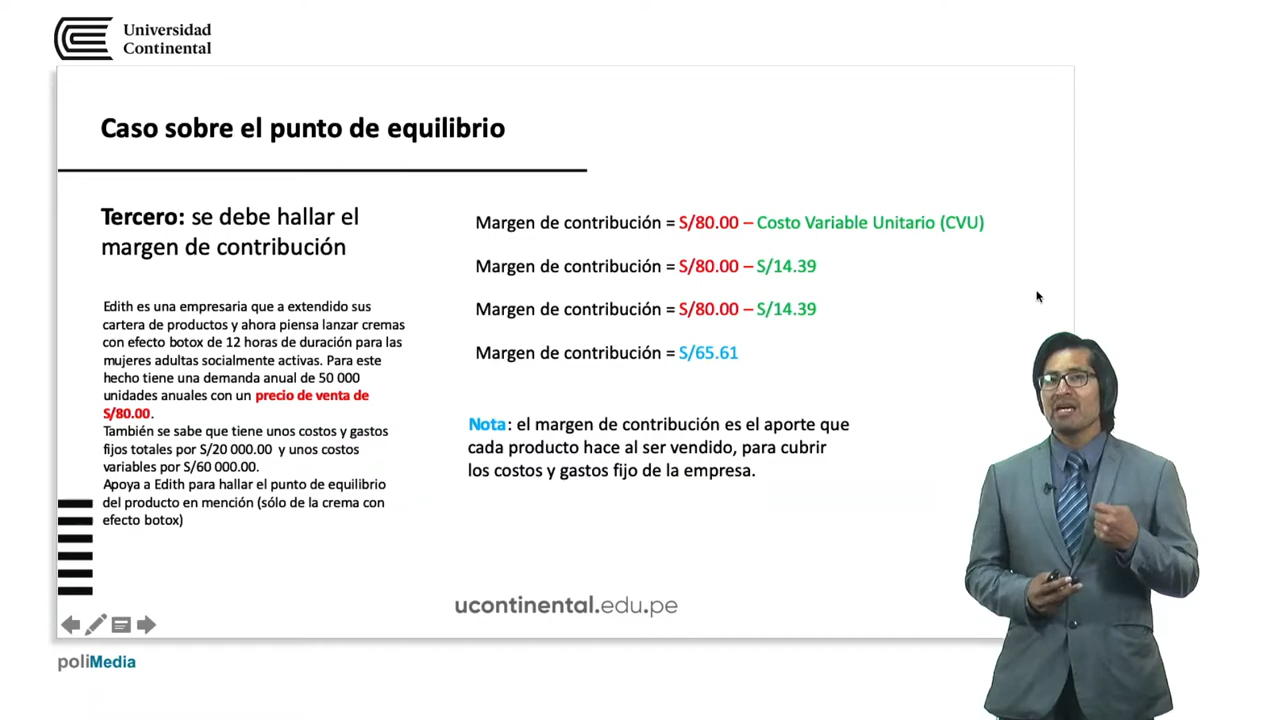 Universidad
Continental
Caso sobre el punto de equilibrio
Tercero: se debe hallar el
margen de contribución
Edith es una empresaria que a extendido sus
cartera de productos y ahora piensa lanzar cremas
con efecto botox de 12 horas de duración para las
mujeres adultas socialmente activas. Para este
hecho tiene una demanda anual de 50 000
unidades anuales con un precio de venta de
S/80.00.
También se sabe que tiene unos costos y gastos
fijos totales por S/20 000.00 y unos costos
variables por S/60 000.00.
Apoya a Edith para hallar el punto de equilibrio
del producto en mención (sólo de la crema con
efecto botox)
Margen de contribución = S/80.00 – Costo Variable Unitario (CVU)
Margen de contribución = S/80.00 – S/14.39
Margen de contribución = S/80.00 – S/14.39
Margen de contribución = S/65.61
Nota: el margen de contribución es el aporte que
cada producto hace al ser vendido, para cubrir
los costos y gastos fijo de la empresa.
ucontinental.edu.pe
poliMedia